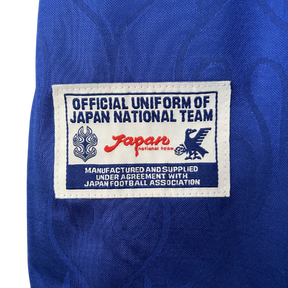 OFFICIAL UNIFORM OF
JAPAN NATIONAL TEAM
Japan
national team
MANUFACTURED AND SUPPLIED
UNDER AGREEMENT WITH
JAPAN FOOTBALL ASSOCIATION